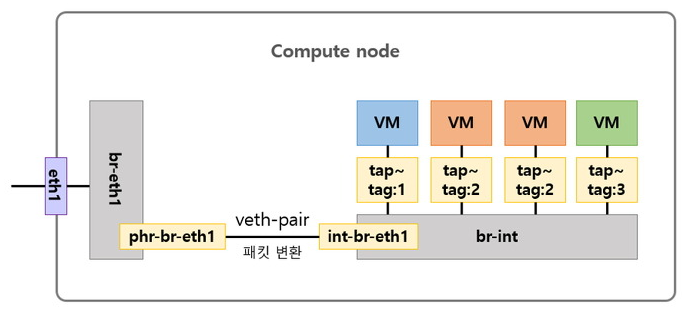 Compute node
eth1
br-eth1
VM
VM
VM
VM
tap~
tag:1
tap~
tag:2
tap~
tag:2
tap~
tag:3
veth-pair
phr-br-eth1
int-br-eth1
br-int
패킷 변환